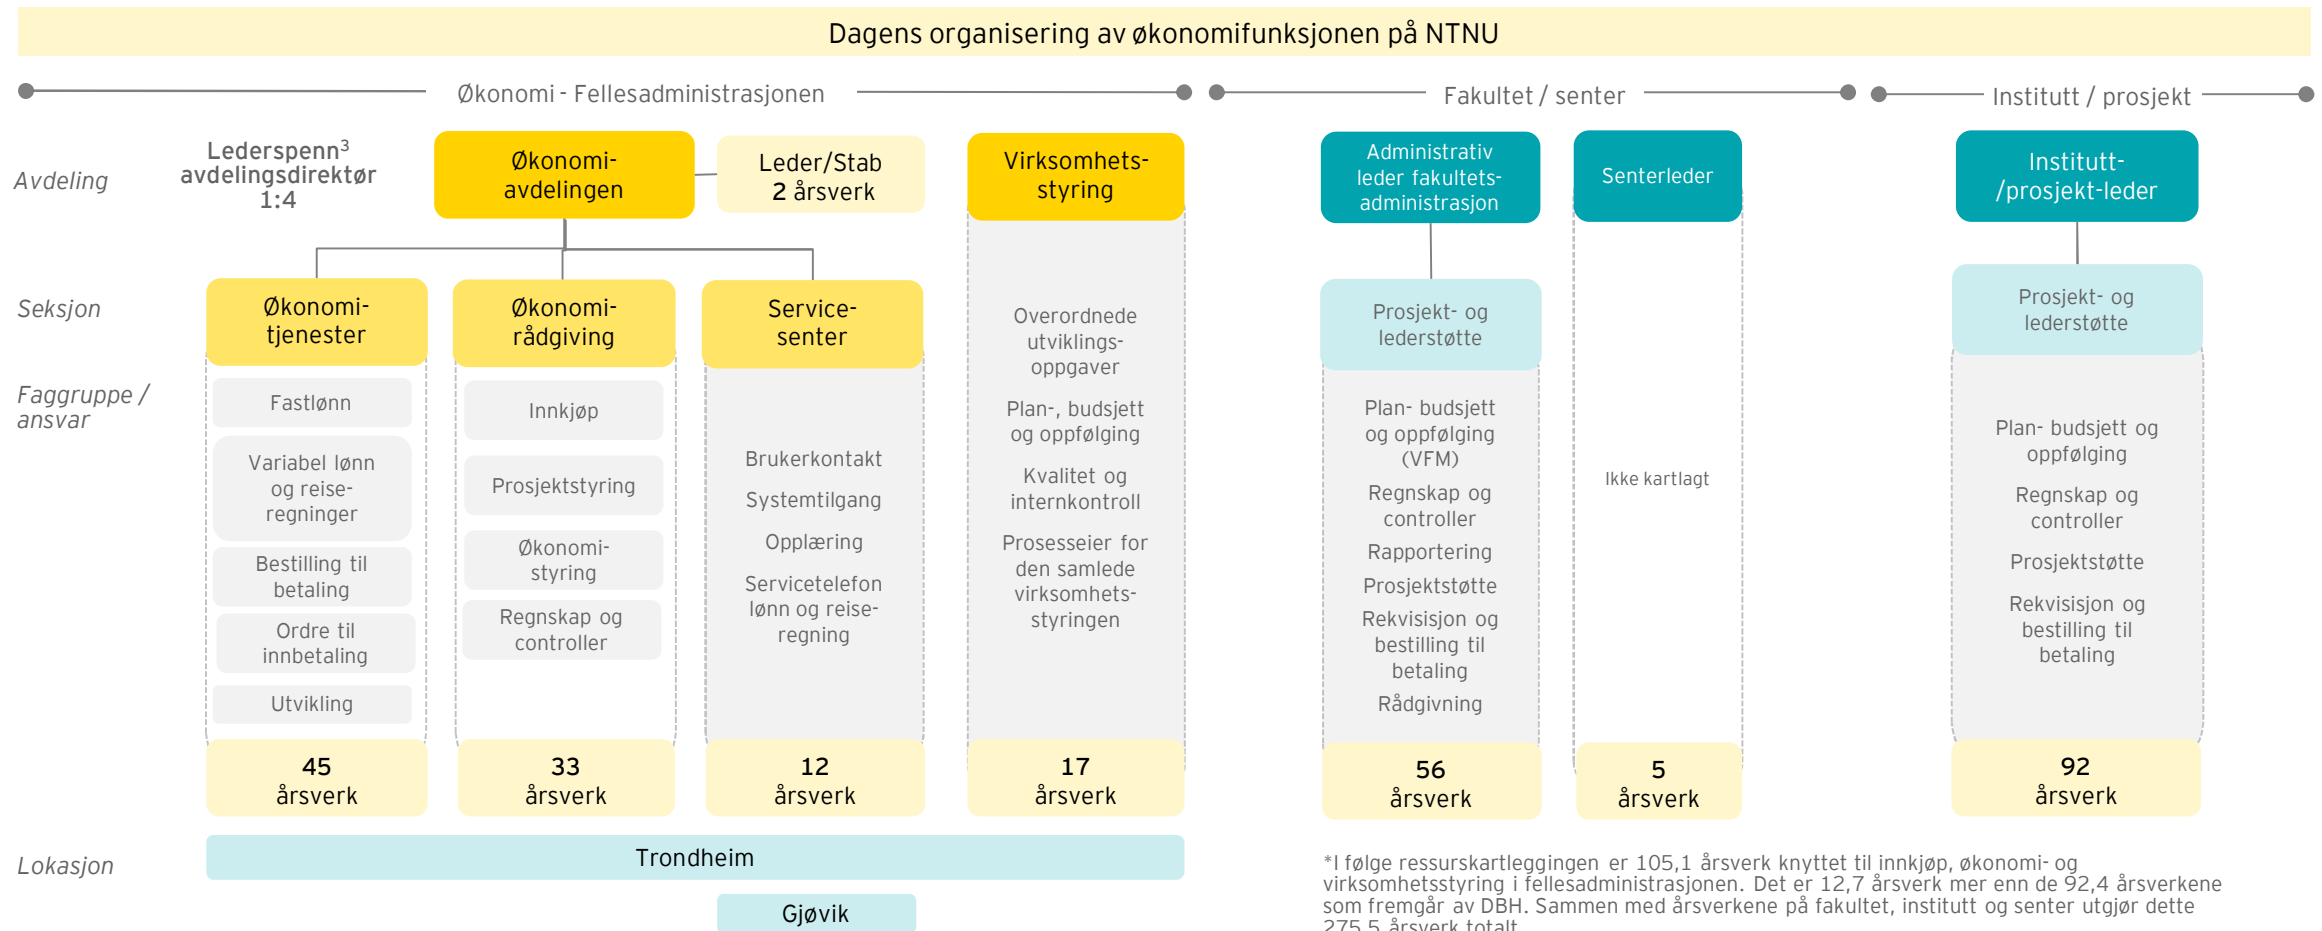 Dagens organisering av økonomifunksjonen på NTNU
Økonomi - Fellesadministrasjonen
Fakultet / senter
Institutt / prosjekt
Avdeling
Lederspenn³
avdelingsdirektør
1:4
Økonomi-
avdelingen
Leder/Stab
2 årsverk
Virksomhets-
styring
Administrativ
leder fakultets-
administrasjon
Senterleder
Institutt-
/prosjekt-leder
Seksjon
Økonomi-
tjenester
Økonomi-
rådgiving
Service-
senter
Prosjekt- og
lederstøtte
Prosjekt- og
lederstøtte
Faggruppe /
ansvar
Fastlønn
Variabel lønn
og reise-
regninger
Bestilling til
betaling
Ordre til
innbetaling
Utvikling
Innkjøp
Prosjektstyring
Økonomi-
styring
Regnskap og
controller
Brukerkontakt
Systemtilgang
Opplæring
Servicetelefon
lønn og reise-
regning
Overordnede
utviklings-
oppgaver
Plan-, budsjett
og oppfølging
Kvalitet og
internkontroll
Prosesseier for
den samlede
virksomhets-
styringen
Plan- budsjett
og oppfølging
(VFM)
Regnskap og
controller
Rapportering
Prosjektstøtte
Rekvisisjon og
bestilling til
betaling
Rådgivning
Ikke kartlagt
Plan- budsjett og
oppfølging
Regnskap og
controller
Prosjektstøtte
Rekvisisjon og
bestilling til
betaling
45
årsverk
33
årsverk
12
årsverk
17
årsverk
56
årsverk
5
årsverk
92
årsverk
Lokasjon
Trondheim
Gjøvik
*I følge ressurskartleggingen er 105,1 årsverk knyttet til innkjøp, økonomi- og
virksomhetsstyring i fellesadministrasjonen. Det er 12,7 årsverk mer enn de 92,4 årsverkene
som fremgår av DBH. Sammen med årsverkene på fakultet, institutt og senter utgjør dette
275,5 årsverk totalt